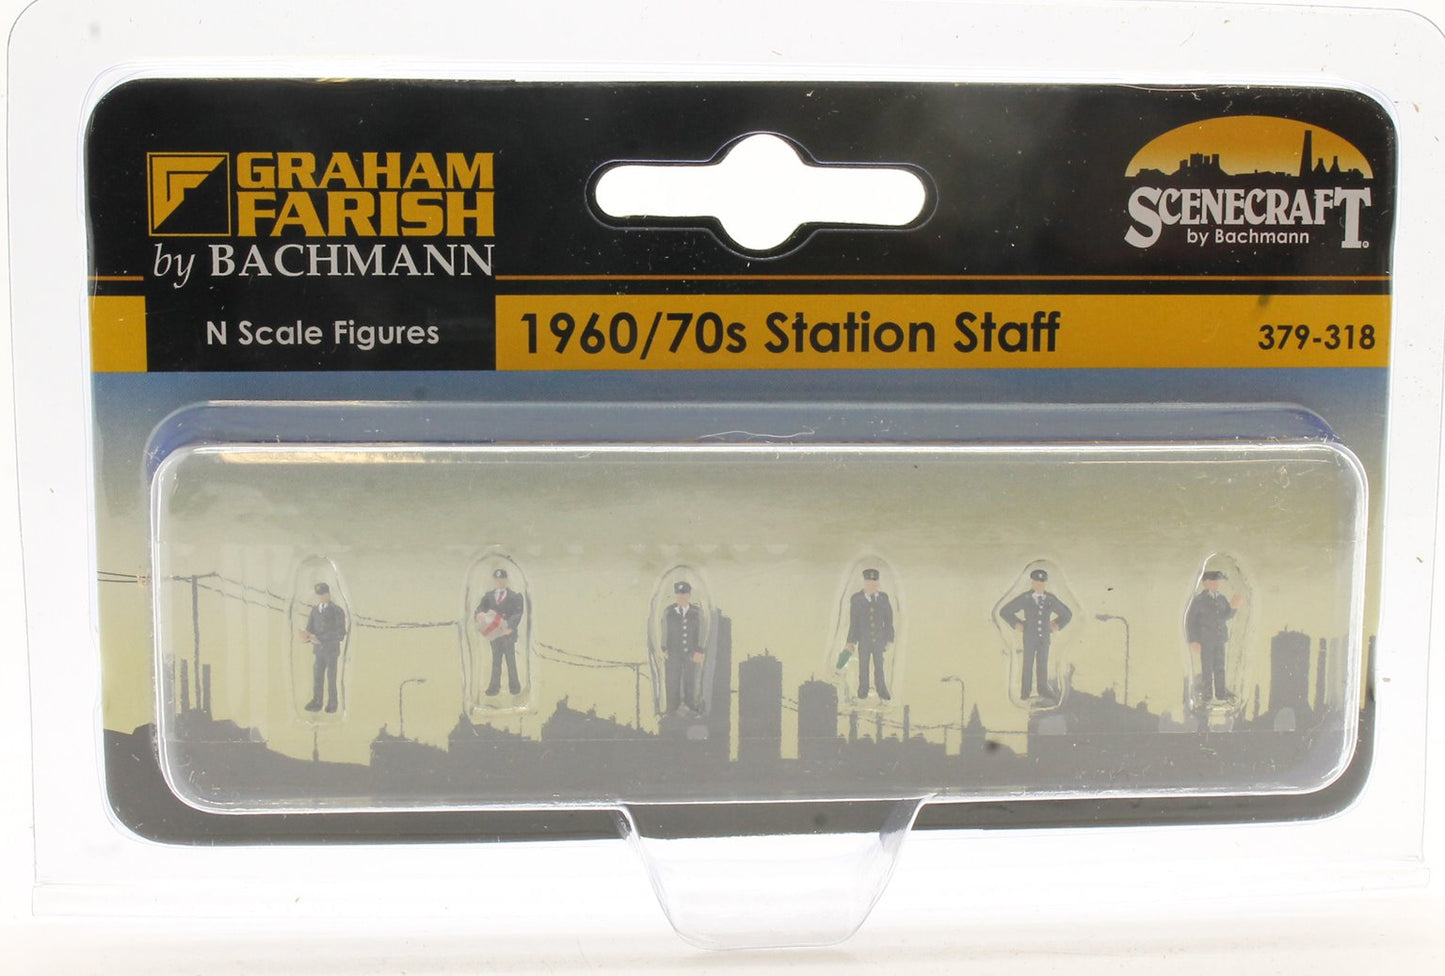 GRAHAM
FARISH
by BACHMANN
SCENECRAFT
by Bachmann
N Scale Figures
1960/70s Station Staff
379-318